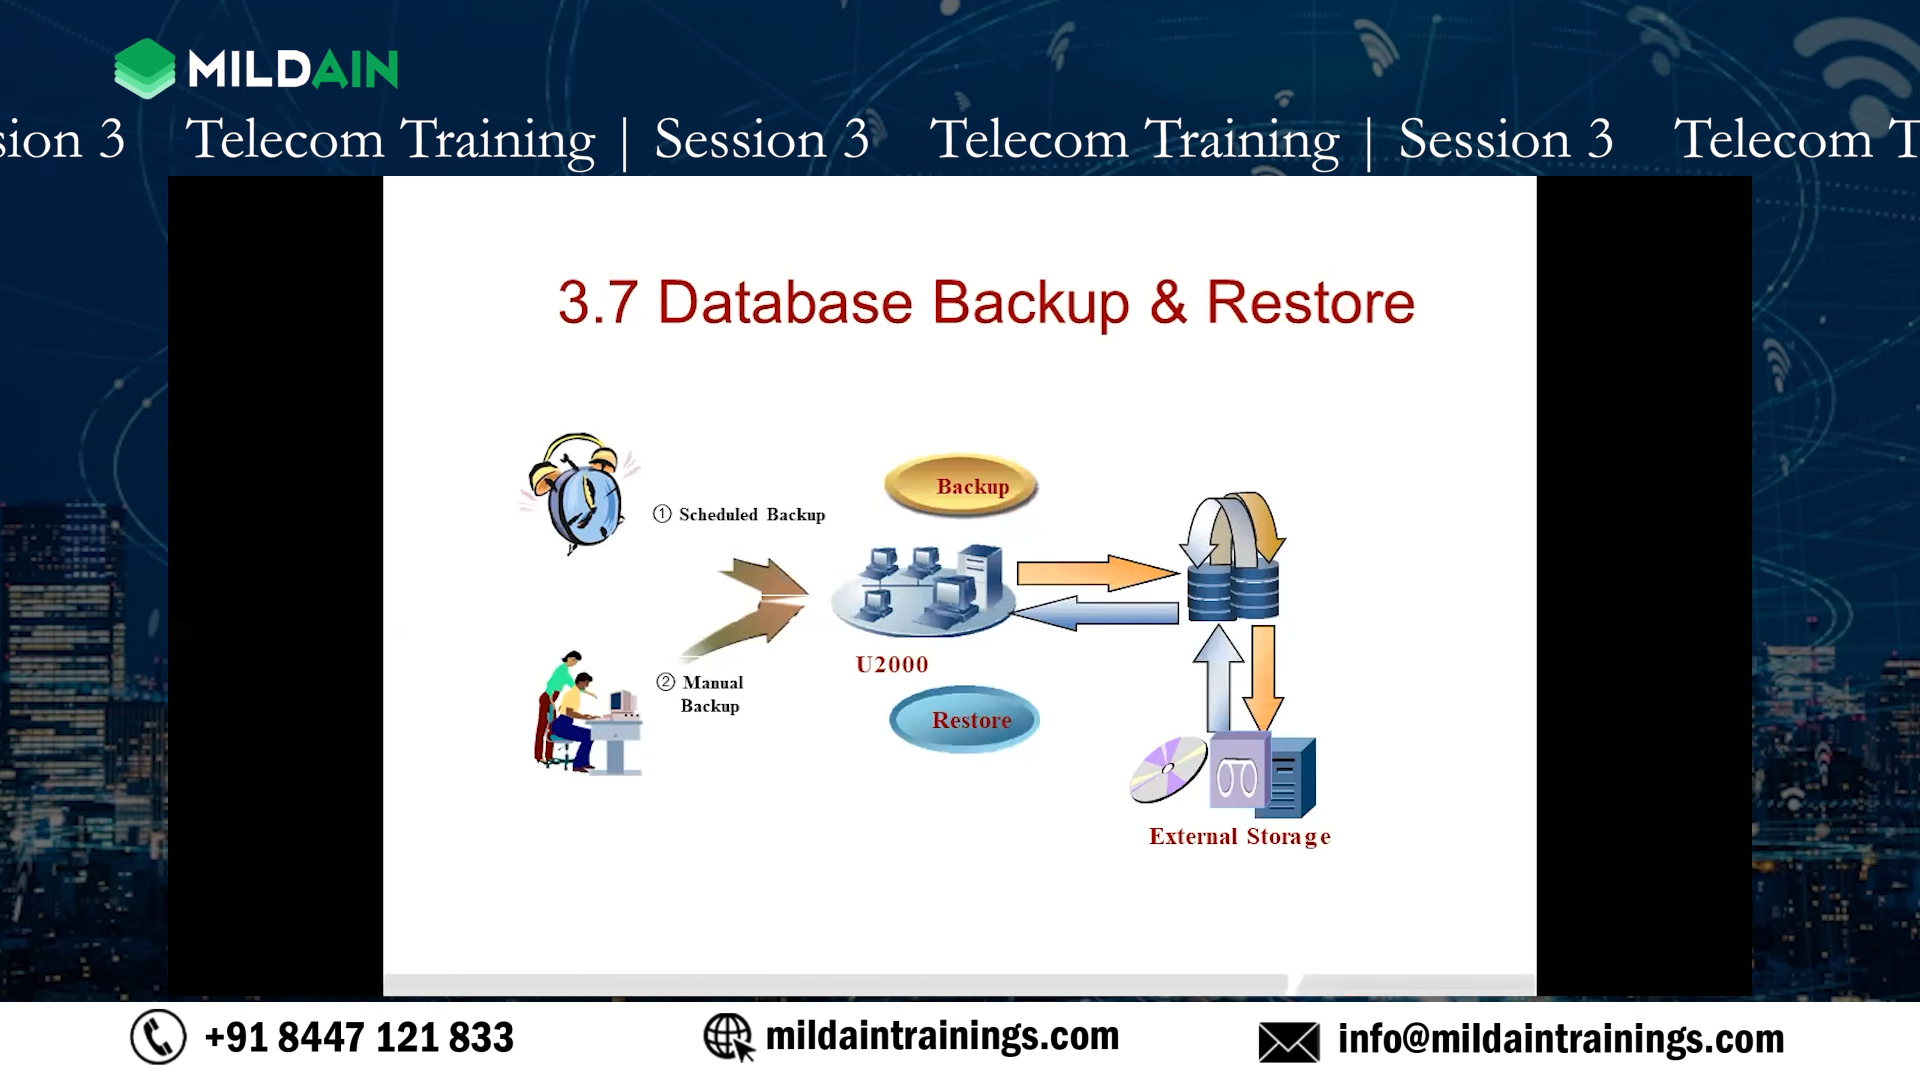 MILDAIN
sion 3 Telecom Training | Session 3 Telecom Training | Session 3 Telecom T
3.7 Database Backup & Restore
Backup
① Scheduled Backup
U2000
② Manual
Backup
Restore
External Storage
+91 8447 121 833
mildaintrainings.com
info@mildaintrainings.com